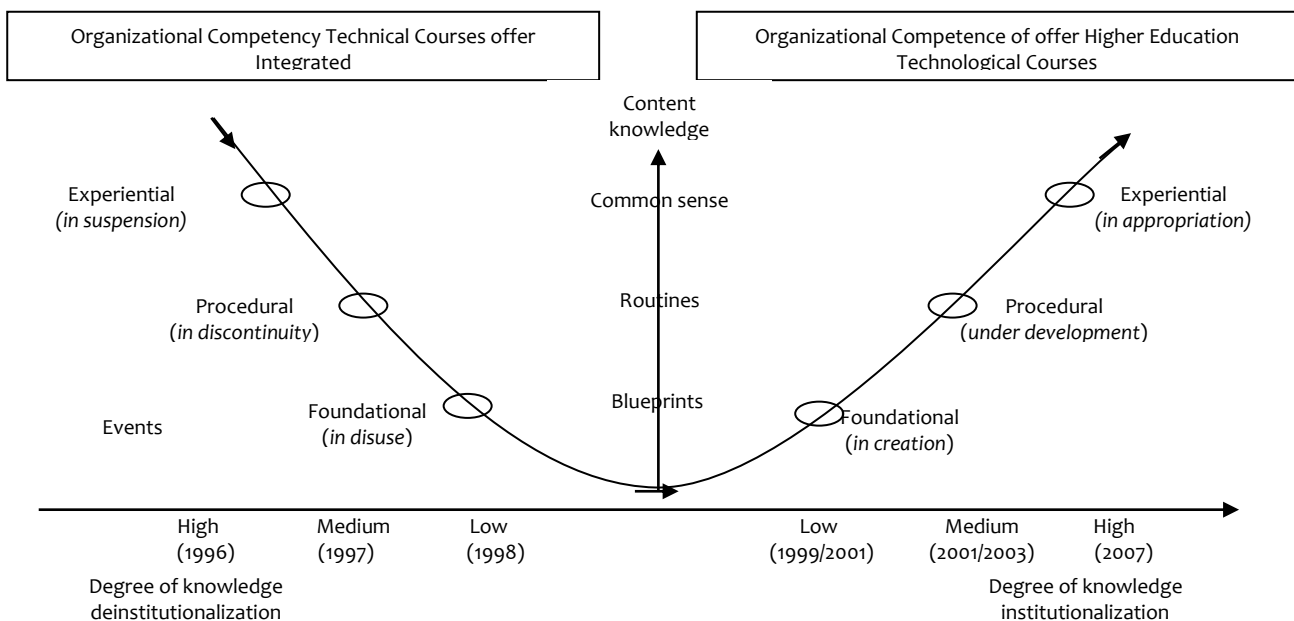 Organizational Competency Technical Courses offer
Integrated
Organizational Competence of offer Higher Education
Technological Courses
Content
knowledge
Experiential
(in suspension)
Common sense
Experiential
(in appropriation)
Procedural
(in discontinuity)
Routines
Procedural
(under development)
Events
Foundational
(in disuse)
Blueprints
Foundational
(in creation)
High
(1996)
Medium
(1997)
Low
(1998)
Low
(1999/2001)
Medium
(2001/2003)
High
(2007)
Degree of knowledge
deinstitutionalization
Degree of knowledge
institutionalization